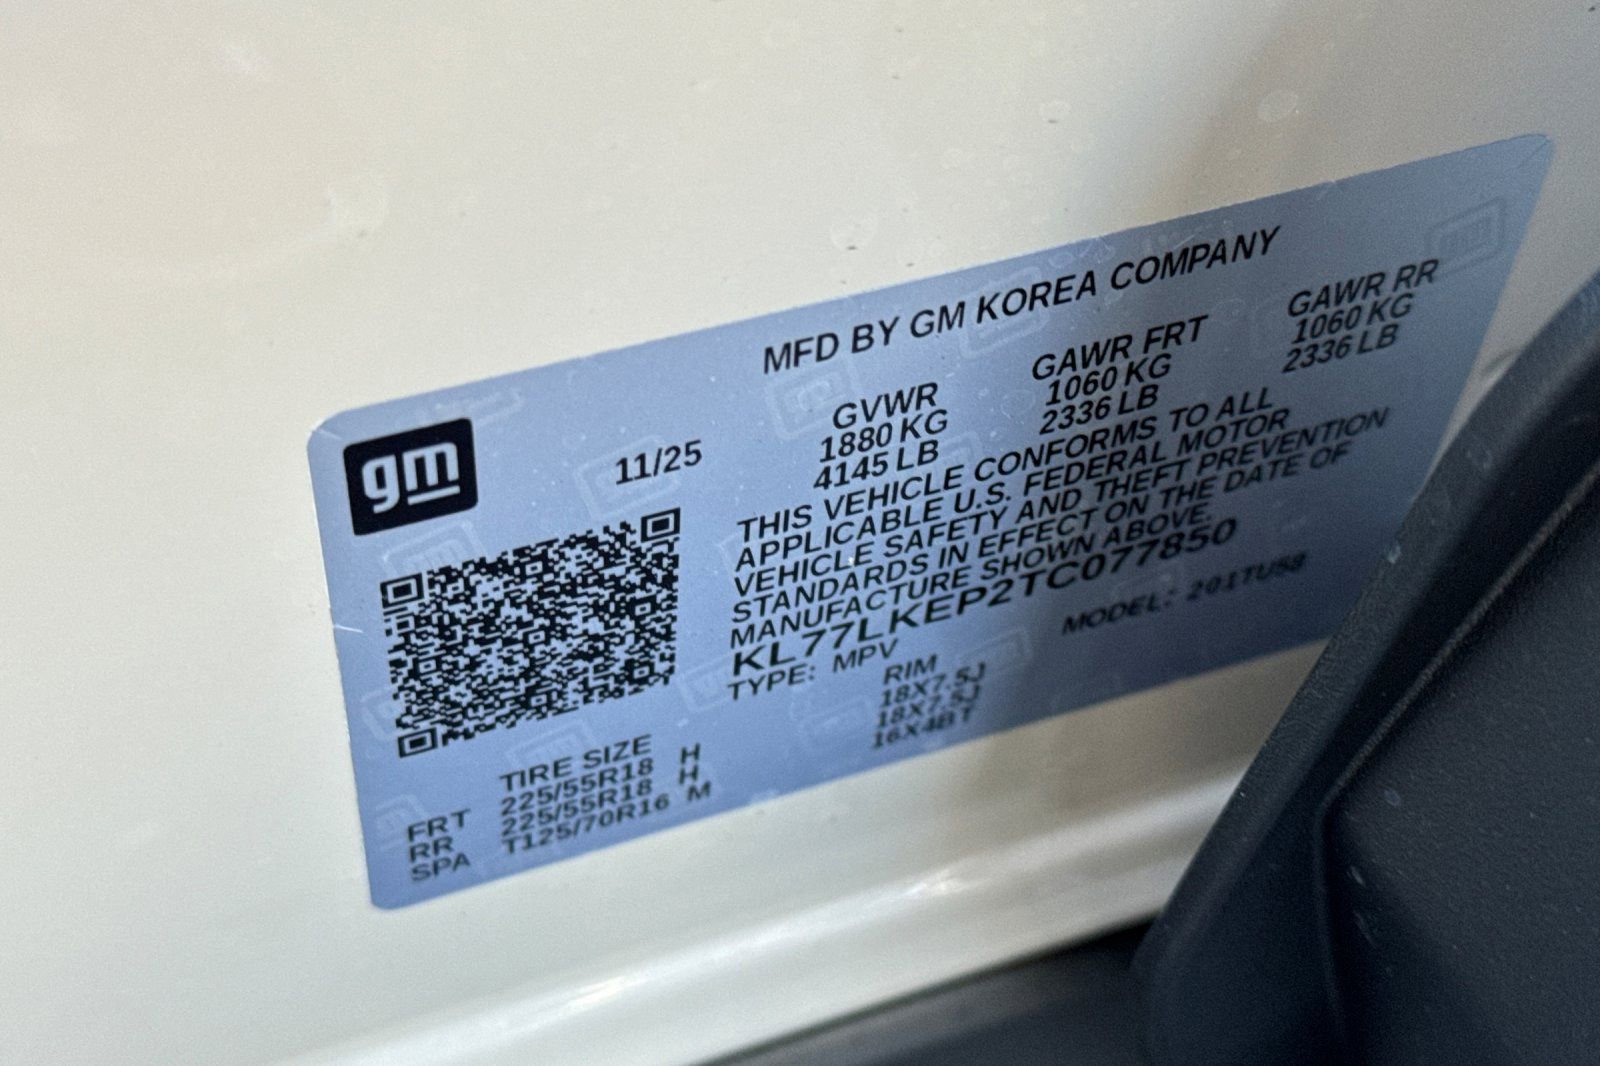 gm
11/25
MFD BY GM KOREA COMPANY
GVWR GAWR FRT GAWR RR
1880 KG 1060 KG 1060 KG
4145 LB 2336 LB 2336 LB
THIS VEHICLE CONFORMS TO ALL
APPLICABLE U.S. FEDERAL MOTOR
VEHICLE SAFETY AND THEFT PREVENTION
STANDARDS IN EFFECT ON THE DATE OF
MANUFACTURE SHOWN ABOVE.
KL77LKEP2TC077850
TYPE: MPV MODEL: 201TU58
TIRE SIZE RIM
FRT 225/55R18 H 18X7.5J
RR 225/55R18 H 18X7.5J
SPA T125/70R16 M 16X4BT